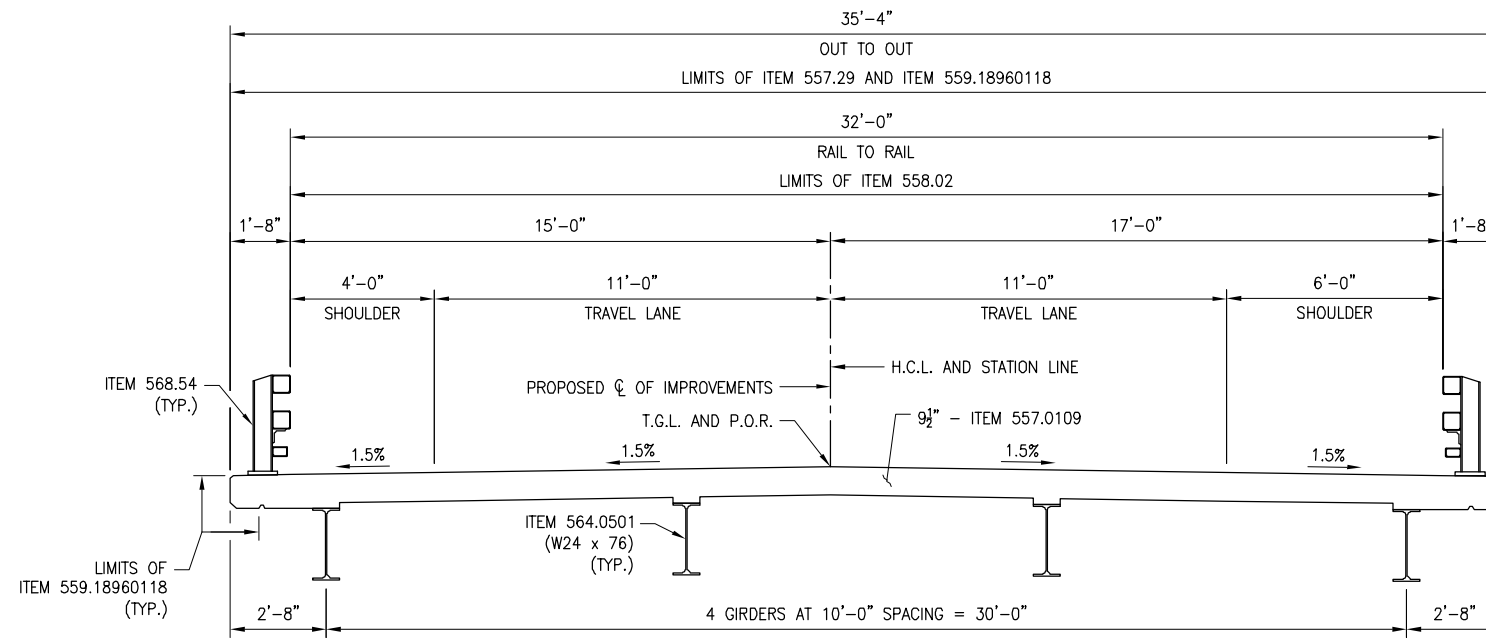 35'-4"
OUT TO OUT
LIMITS OF ITEM 557.29 AND ITEM 559.18960118
32'-0"
RAIL TO RAIL
LIMITS OF ITEM 558.02
1'-8"
15'-0"
17'-0"
1'-8
4'-0"
11'-0"
11'-0"
6'-0"
SHOULDER
TRAVEL LANE
TRAVEL LANE
SHOULDER
H.C.L. AND STATION LINE
ITEM 568.54
(TYP.)
PROPOSED ℄ OF IMPROVEMENTS
T.G.L. AND P.O.R.
9½" - ITEM 557.0109
1.5%
1.5%
1.5%
1.5%
ITEM 564.0501
(W24 x 76)
(TYP.)
LIMITS OF
ITEM 559.18960118
(TYP.)
2'-8"
4 GIRDERS AT 10'-0" SPACING = 30'-0"
2'-8"